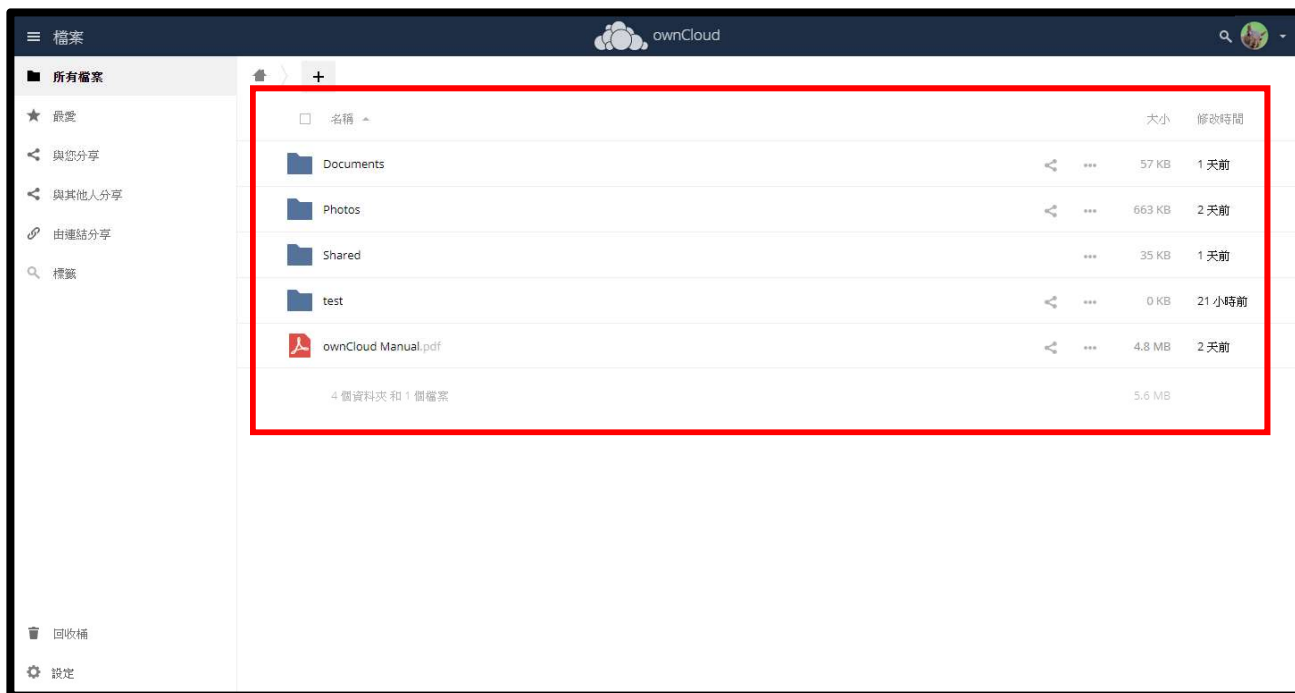 檔案
ownCloud
所有檔案
最愛
與您分享
與其他人分享
由連結分享
標籤
回收桶
設定
+
名稱 大小 修改時間
Documents 57 KB 1 天前
Photos 663 KB 2 天前
Shared 35 KB 1 天前
test 0 KB 21 小時前
ownCloud Manual.pdf 4.8 MB 2 天前
4 個資料夾 和 1 個檔案 5.6 MB